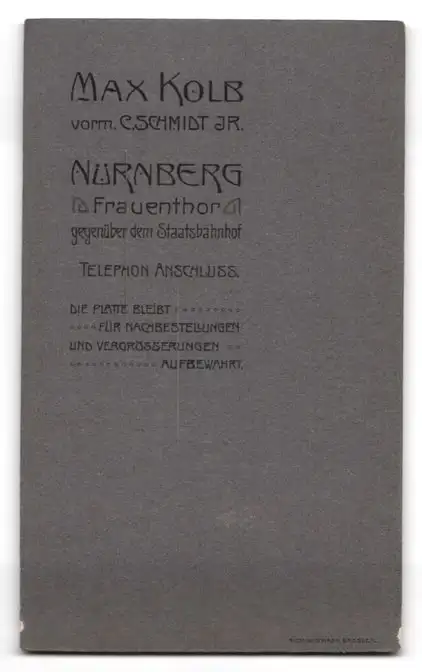 MAX KOLB
vorm. C. SCHMIDT JR.
NÜRNBERG
Frauenthor
gegenüber dem Staatsbahnhof
TELEPHON ANSCHLUSS.
DIE PLATTE BLEIBT
FÜR NACHBESTELLUNGEN
UND VERGRÖSSERUNGEN
AUFBEWAHRT.
DRESDEN.